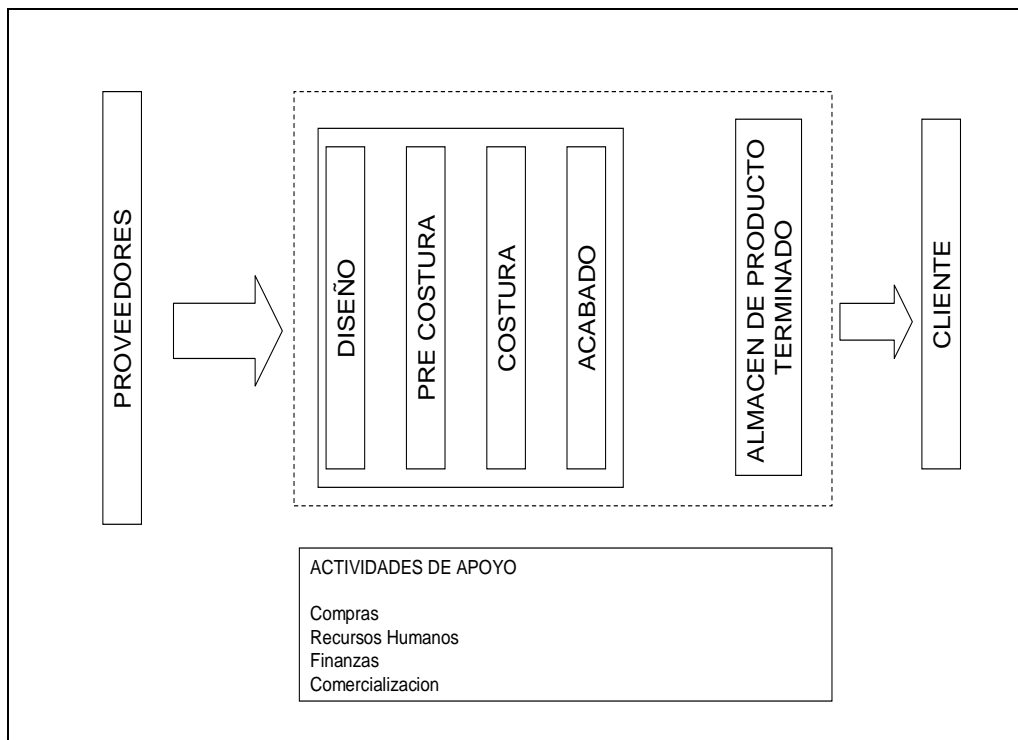 PROVEEDORES
DISEÑO
PRE COSTURA
COSTURA
ACABADO
ALMACEN DE PRODUCTO
TERMINADO
CLIENTE
ACTIVIDADES DE APOYO
Compras
Recursos Humanos
Finanzas
Comercializacion